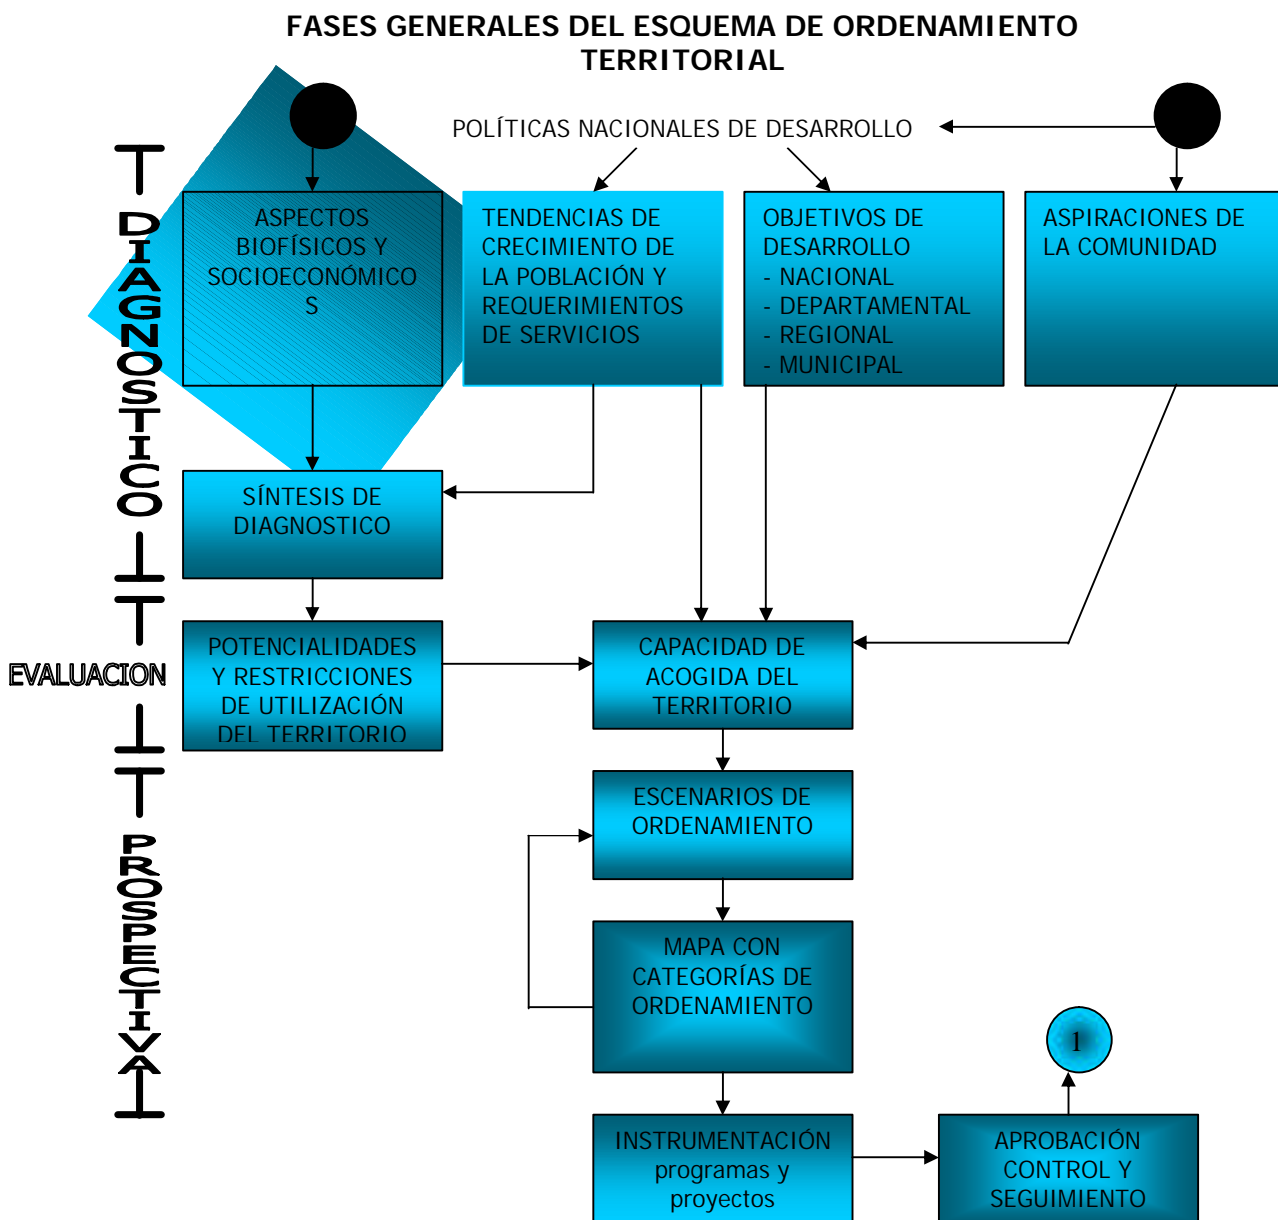 FASES GENERALES DEL ESQUEMA DE ORDENAMIENTO
TERRITORIAL
POLÍTICAS NACIONALES DE DESARROLLO
DIAGNOSTICO
ASPECTOS
BIOFÍSICOS Y
SOCIOECONÓMICO
S
TENDENCIAS DE
CRECIMIENTO DE
LA POBLACIÓN Y
REQUERIMIENTOS
DE SERVICIOS
OBJETIVOS DE
DESARROLLO
- NACIONAL
- DEPARTAMENTAL
- REGIONAL
- MUNICIPAL
ASPIRACIONES DE
LA COMUNIDAD
SÍNTESIS DE
DIAGNOSTICO
EVALUACION
POTENCIALIDADES
Y RESTRICCIONES
DE UTILIZACIÓN
DEL TERRITORIO
CAPACIDAD DE
ACOGIDA DEL
TERRITORIO
PROSPECTIVA
ESCENARIOS DE
ORDENAMIENTO
MAPA CON
CATEGORÍAS DE
ORDENAMIENTO
1
INSTRUMENTACIÓN
programas y
proyectos
APROBACIÓN
CONTROL Y
SEGUIMIENTO